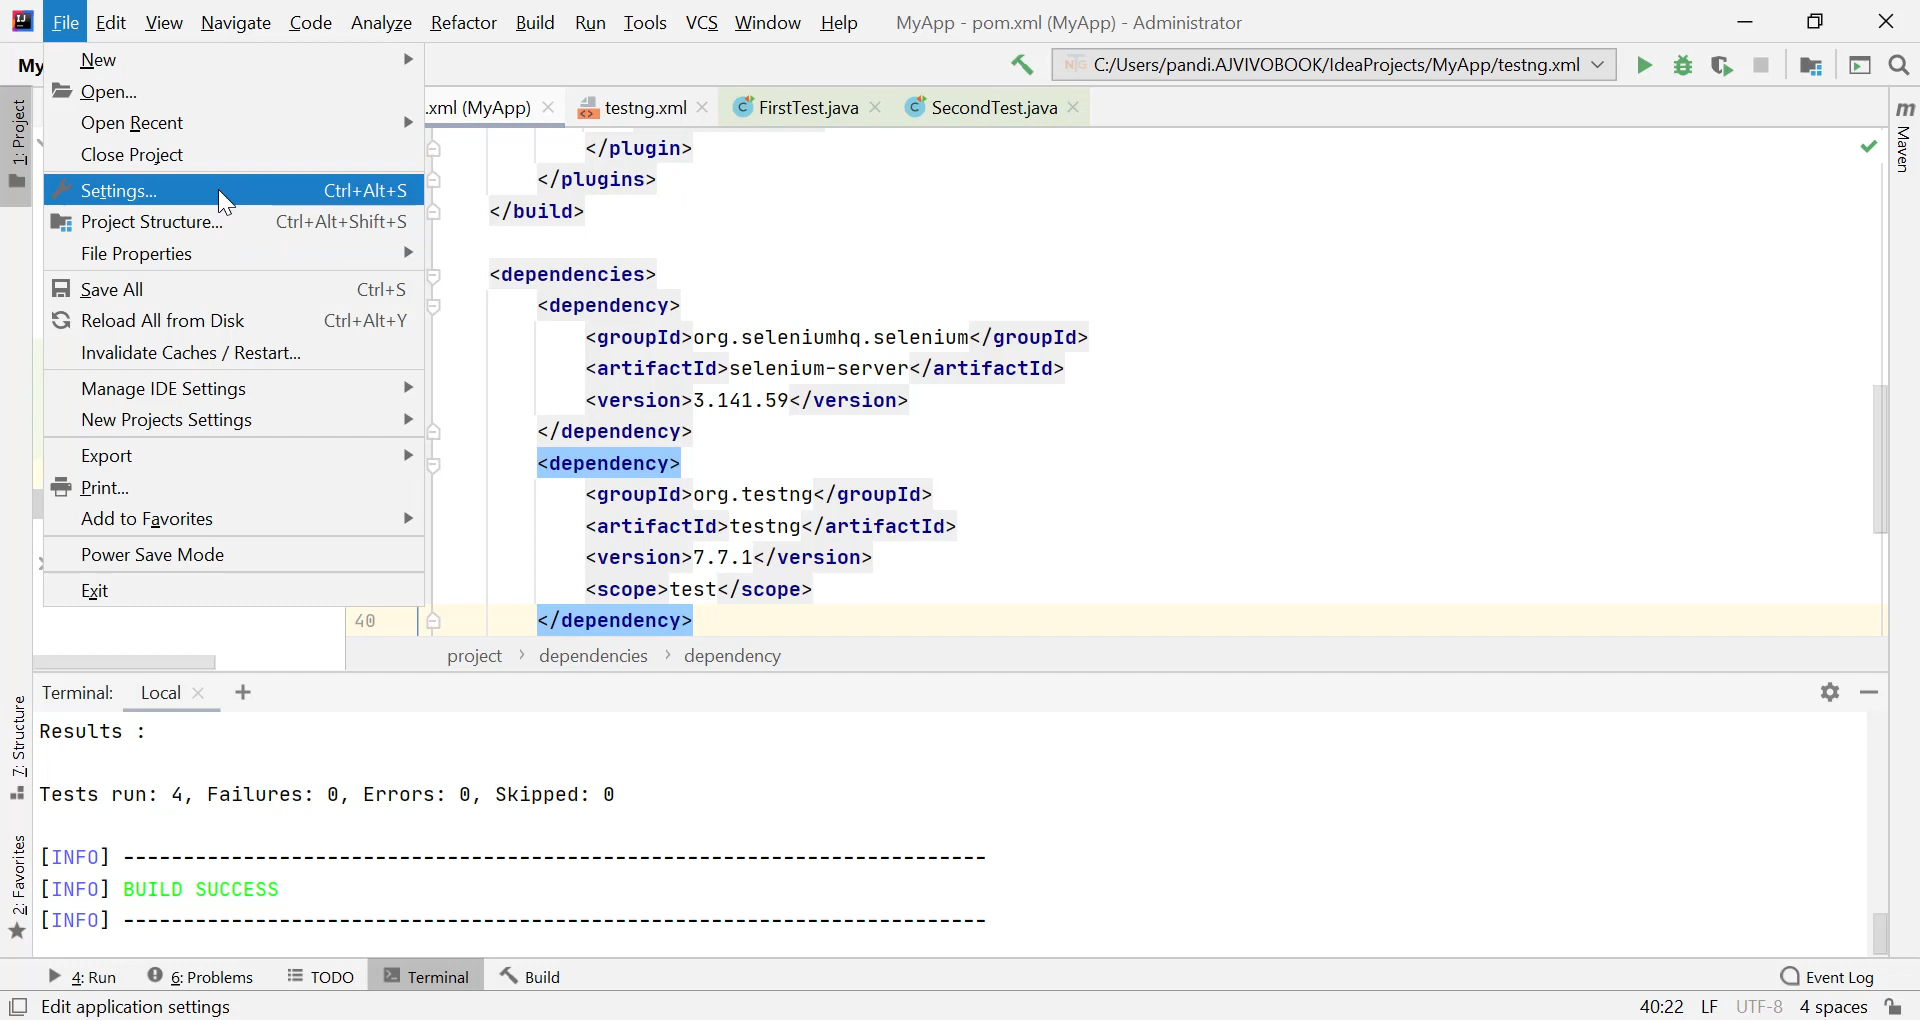 File Edit View Navigate Code Analyze Refactor Build Run Tools VCS Window Help MyApp - pom.xml (MyApp) - Administrator
My
C:/Users/pandi.AJVIVOBOOK/IdeaProjects/MyApp/testng.xml
New
Open...
Open Recent
Close Project
Settings... Ctrl+Alt+S
Project Structure... Ctrl+Alt+Shift+S
File Properties
Save All Ctrl+S
Reload All from Disk Ctrl+Alt+Y
Invalidate Caches / Restart...
Manage IDE Settings
New Projects Settings
Export
Print...
Add to Favorites
Power Save Mode
Exit
.xml (MyApp) testng.xml FirstTest.java SecondTest.java
</plugin>
</plugins>
</build>
<dependencies>
<dependency>
<groupId>org.seleniumhq.selenium</groupId>
<artifactId>selenium-server</artifactId>
<version>3.141.59</version>
</dependency>
<dependency>
<groupId>org.testng</groupId>
<artifactId>testng</artifactId>
<version>7.7.1</version>
<scope>test</scope>
40 </dependency>
project › dependencies › dependency
1: Project
7: Structure
2: Favorites
m Maven
Terminal: Local
Results :
Tests run: 4, Failures: 0, Errors: 0, Skipped: 0
[INFO] ------------------------------------------------------------------------
[INFO] BUILD SUCCESS
[INFO] ------------------------------------------------------------------------
4: Run 6: Problems TODO Terminal Build Event Log
Edit application settings 40:22 LF UTF-8 4 spaces